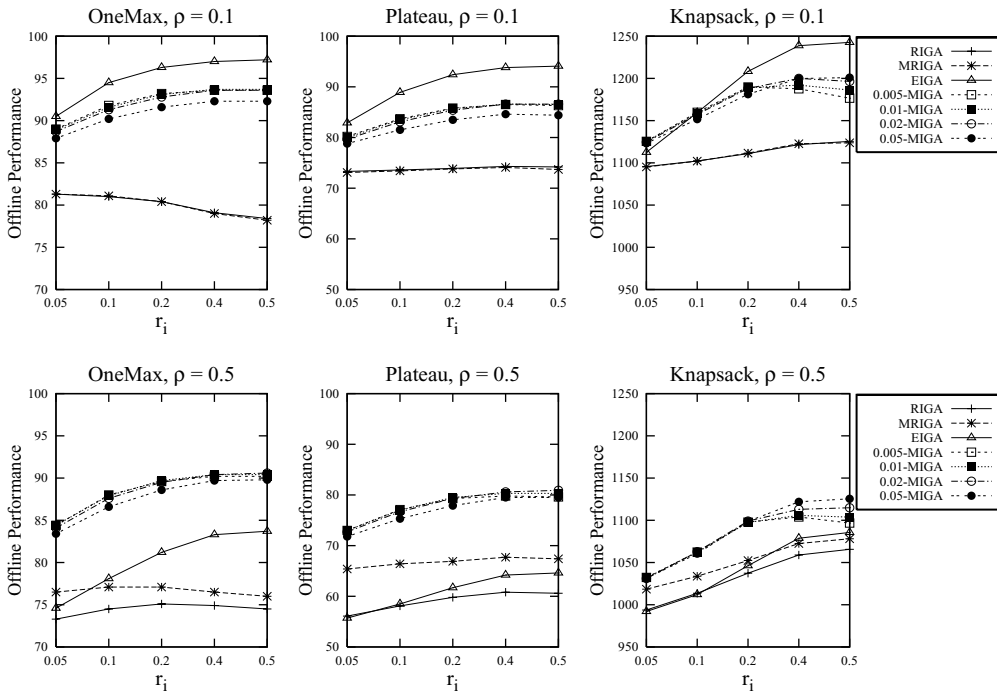 OneMax, ρ = 0.1
Offline Performance
100
95
90
85
80
75
70
0.05 0.1 0.2 0.4 0.5
r_i
Plateau, ρ = 0.1
Offline Performance
100
90
80
70
60
50
0.05 0.1 0.2 0.4 0.5
r_i
Knapsack, ρ = 0.1
Offline Performance
1250
1200
1150
1100
1050
1000
950
0.05 0.1 0.2 0.4 0.5
r_i
RIGA
MRIGA
EIGA
0.005-MIGA
0.01-MIGA
0.02-MIGA
0.05-MIGA
OneMax, ρ = 0.5
Offline Performance
100
95
90
85
80
75
70
0.05 0.1 0.2 0.4 0.5
r_i
Plateau, ρ = 0.5
Offline Performance
100
90
80
70
60
50
0.05 0.1 0.2 0.4 0.5
r_i
Knapsack, ρ = 0.5
Offline Performance
1250
1200
1150
1100
1050
1000
950
0.05 0.1 0.2 0.4 0.5
r_i
RIGA
MRIGA
EIGA
0.005-MIGA
0.01-MIGA
0.02-MIGA
0.05-MIGA